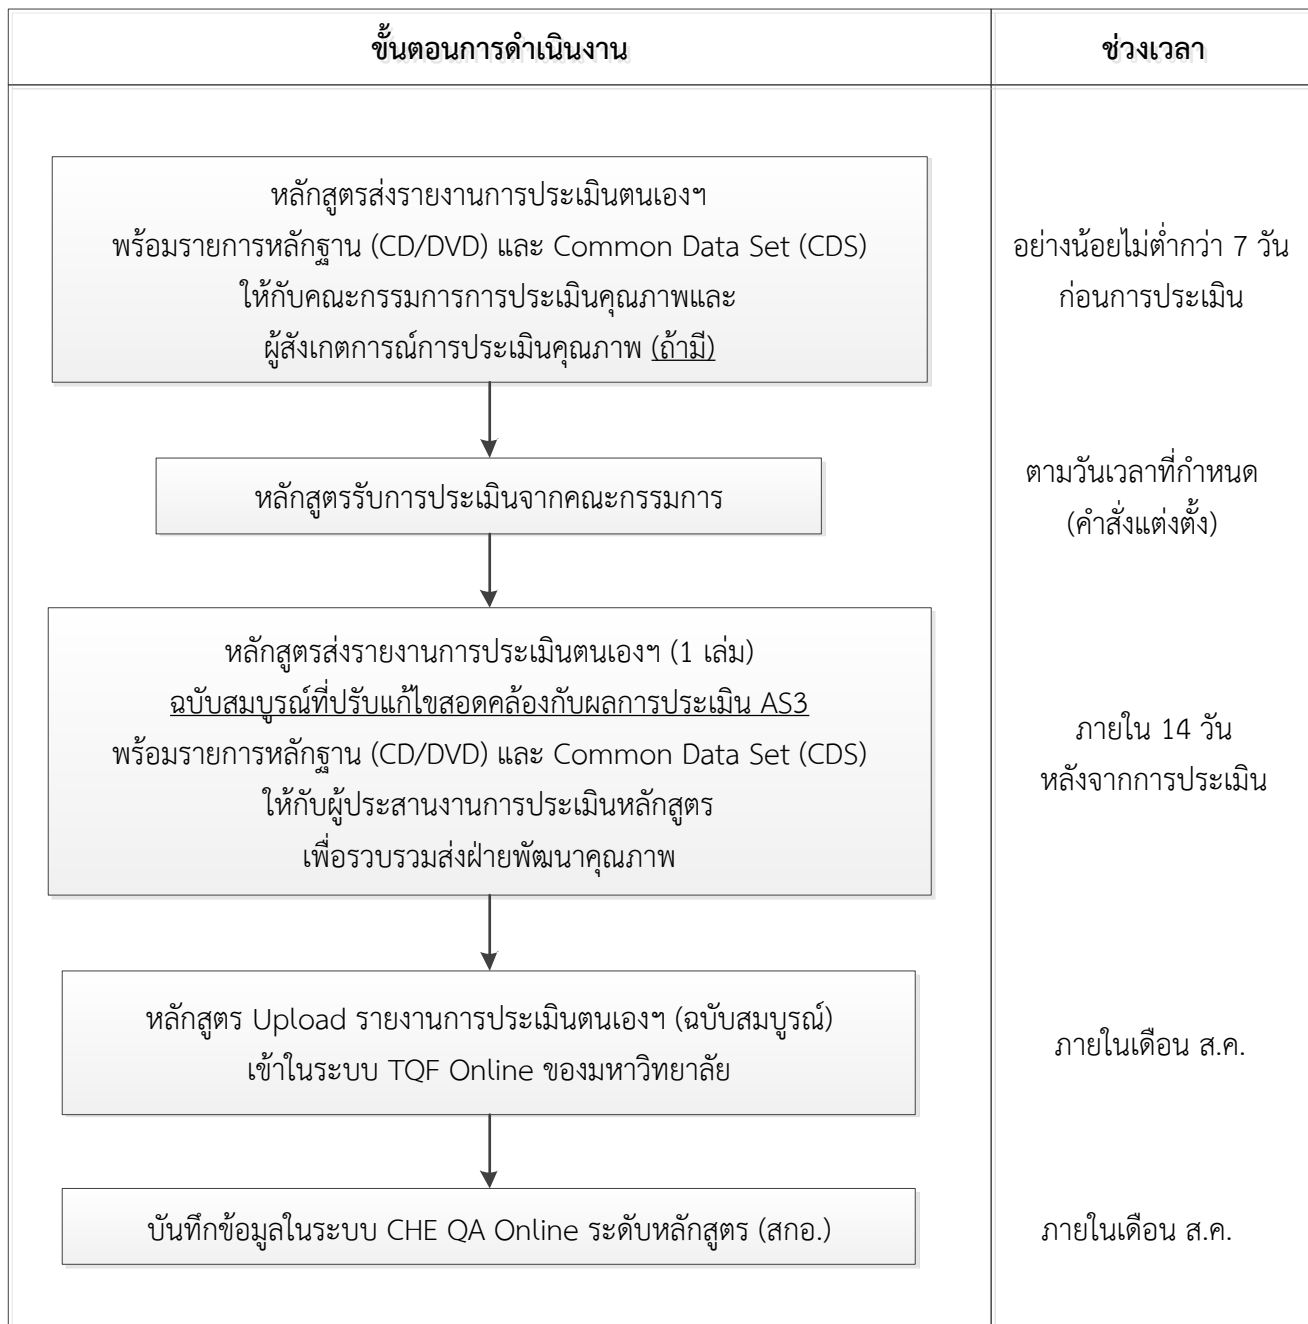 ขั้นตอนการดำเนินงาน
ช่วงเวลา
หลักสูตรส่งรายงานการประเมินตนเองฯ
พร้อมรายการหลักฐาน (CD/DVD) และ Common Data Set (CDS)
ให้กับคณะกรรมการการประเมินคุณภาพและ
ผู้สังเกตการณ์การประเมินคุณภาพ (ถ้ามี)
อย่างน้อยไม่ต่ำกว่า 7 วัน
ก่อนการประเมิน
หลักสูตรรับการประเมินจากคณะกรรมการ
ตามวันเวลาที่กำหนด
(คำสั่งแต่งตั้ง)
หลักสูตรส่งรายงานการประเมินตนเองฯ (1 เล่ม)
ฉบับสมบูรณ์ที่ปรับแก้ไขสอดคล้องกับผลการประเมิน AS3
พร้อมรายการหลักฐาน (CD/DVD) และ Common Data Set (CDS)
ให้กับผู้ประสานงานการประเมินหลักสูตร
เพื่อรวบรวมส่งฝ่ายพัฒนาคุณภาพ
ภายใน 14 วัน
หลังจากการประเมิน
หลักสูตร Upload รายงานการประเมินตนเองฯ (ฉบับสมบูรณ์)
เข้าในระบบ TQF Online ของมหาวิทยาลัย
ภายในเดือน ส.ค.
บันทึกข้อมูลในระบบ CHE QA Online ระดับหลักสูตร (สกอ.)
ภายในเดือน ส.ค.